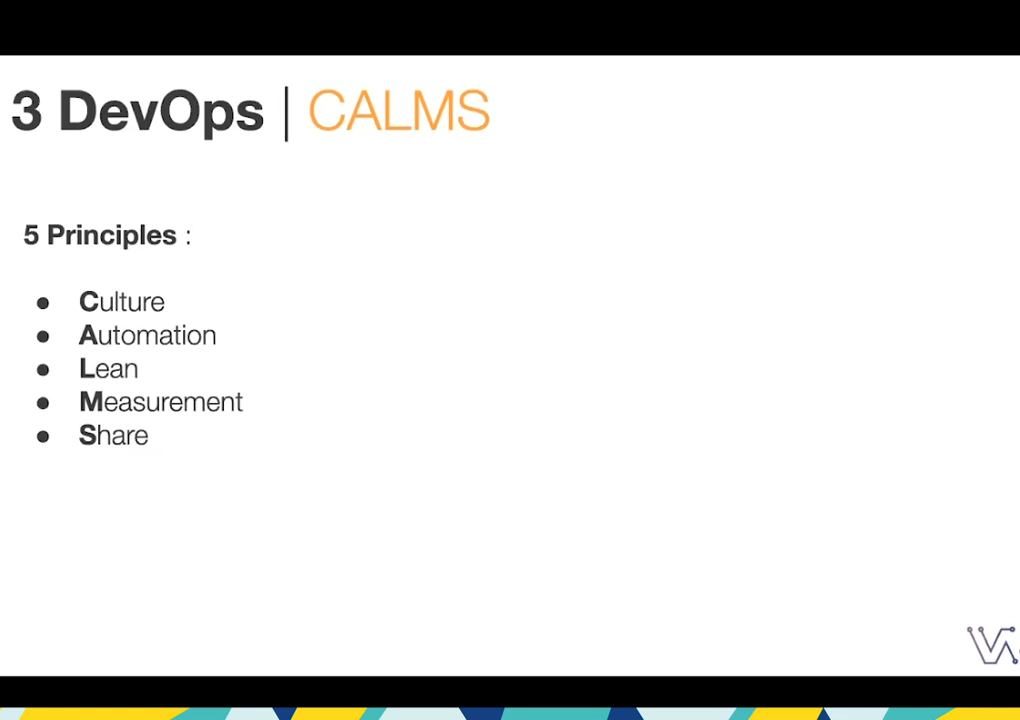 3 DevOps | CALMS
5 Principles :
● Culture
● Automation
● Lean
● Measurement
● Share